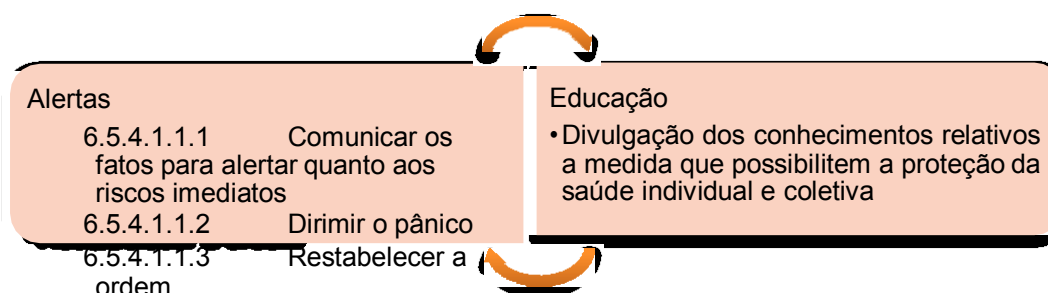 Alertas
6.5.4.1.1.1 Comunicar os
fatos para alertar quanto aos
riscos imediatos
6.5.4.1.1.2 Dirimir o pânico
6.5.4.1.1.3 Restabelecer a
ordem
Educação
•Divulgação dos conhecimentos relativos
a medida que possibilitem a proteção da
saúde individual e coletiva